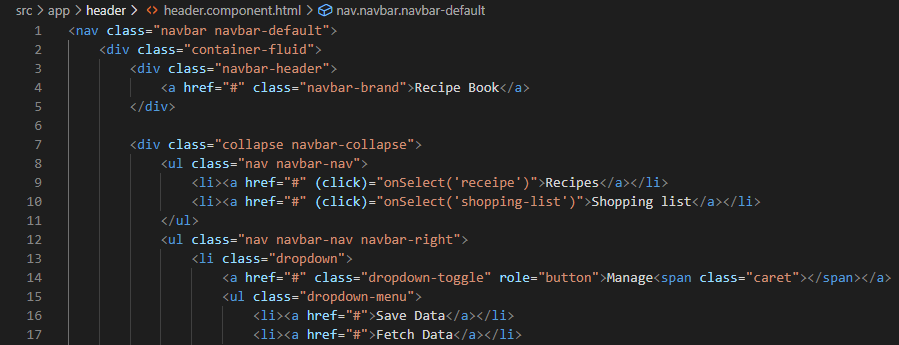 src > app > header > <> header.component.html > nav.navbar.navbar-default
1 <nav class="navbar navbar-default">
2 <div class="container-fluid">
3 <div class="navbar-header">
4 <a href="#" class="navbar-brand">Recipe Book</a>
5 </div>
6
7 <div class="collapse navbar-collapse">
8 <ul class="nav navbar-nav">
9 <li><a href="#" (click)="onSelect('receipe')">Recipes</a></li>
10 <li><a href="#" (click)="onSelect('shopping-list')">Shopping list</a></li>
11 </ul>
12 <ul class="nav navbar-nav navbar-right">
13 <li class="dropdown">
14 <a href="#" class="dropdown-toggle" role="button">Manage<span class="caret"></span></a>
15 <ul class="dropdown-menu">
16 <li><a href="#">Save Data</a></li>
17 <li><a href="#">Fetch Data</a></li>